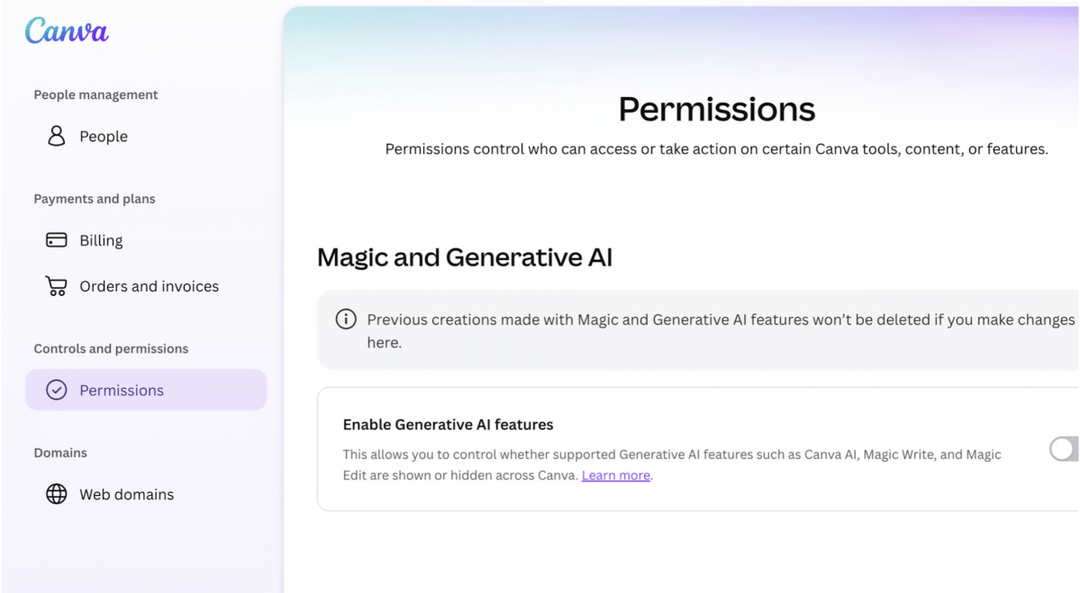 Canva
People management
People
Payments and plans
Billing
Orders and invoices
Controls and permissions
Permissions
Domains
Web domains
Permissions
Permissions control who can access or take action on certain Canva tools, content, or features.
Magic and Generative AI
Previous creations made with Magic and Generative AI features won’t be deleted if you make changes
here.
Enable Generative AI features
This allows you to control whether supported Generative AI features such as Canva AI, Magic Write, and Magic
Edit are shown or hidden across Canva. Learn more.